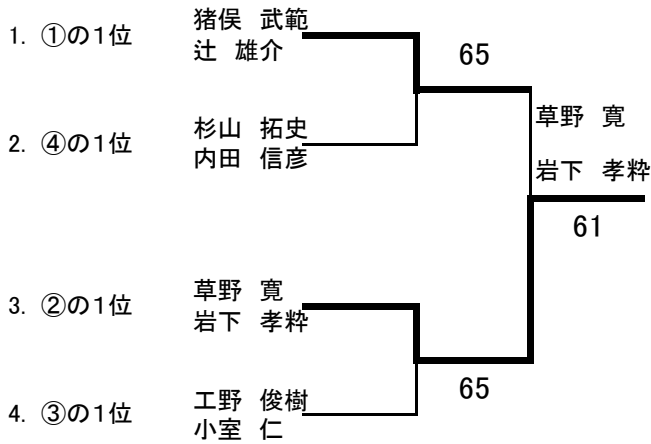 1. ①の1位
猪俣 武範
辻 雄介
65
2. ④の1位
杉山 拓史
内田 信彦
草野 寛
岩下 孝粋
61
3. ②の1位
草野 寛
岩下 孝粋
65
4. ③の1位
工野 俊樹
小室 仁